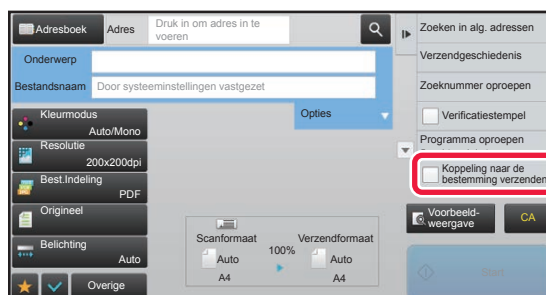 Adresboek
Adres
Druk in om adres in te
voeren
Onderwerp
Bestandsnaam
Door systeeminstellingen vastgezet
Opties
Kleurmodus
Auto/Mono
Resolutie
200x200dpi
Best.Indeling
PDF
Origineel
Belichting
Auto
Overige
Scanformaat
Auto
A4
100%
Verzendformaat
Auto
A4
Zoeken in alg. adressen
Verzendgeschiedenis
Zoeknummer oproepen
Verificatiestempel
Programma oproepen
Koppeling naar de
bestemming verzenden
Voorbeeld-
weergave
CA
Start